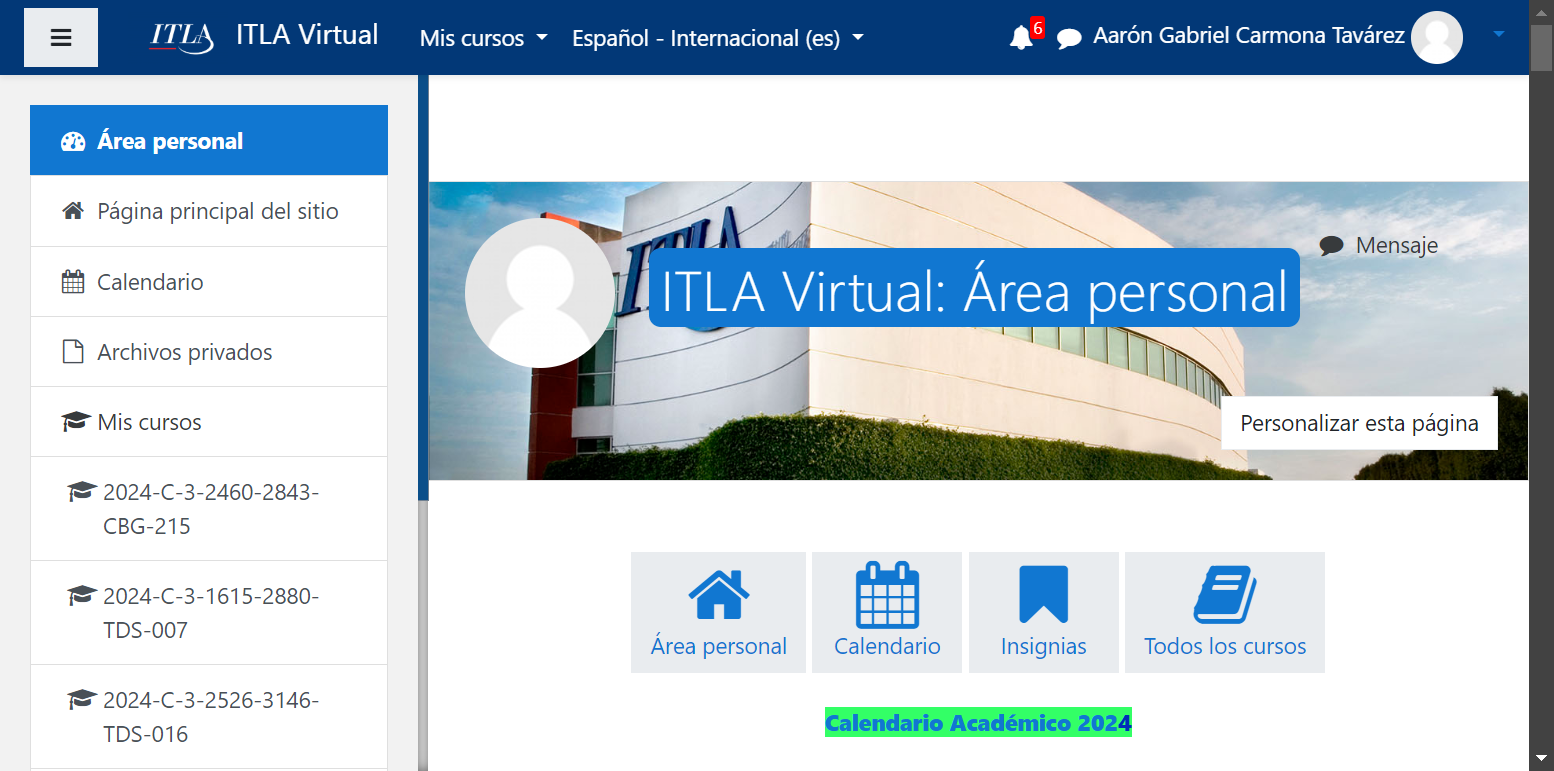 ITLA
ITLA Virtual
Mis cursos
Español - Internacional (es)
6
Aarón Gabriel Carmona Tavárez
Área personal
Página principal del sitio
Calendario
Archivos privados
Mis cursos
2024-C-3-2460-2843-
CBG-215
2024-C-3-1615-2880-
TDS-007
2024-C-3-2526-3146-
TDS-016
ITLA
Mensaje
ITLA Virtual: Área personal
Personalizar esta página
Área personal
Calendario
Insignias
Todos los cursos
Calendario Académico 2024